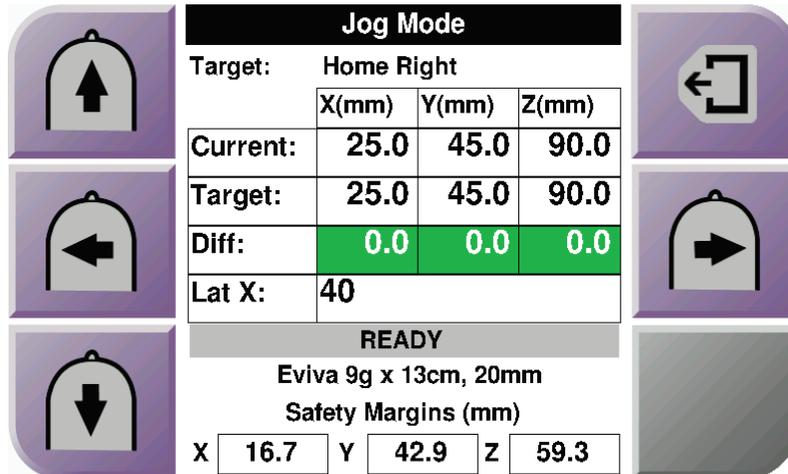 Jog Mode
Target: Home Right
X(mm) Y(mm) Z(mm)
Current: 25.0 45.0 90.0
Target: 25.0 45.0 90.0
Diff: 0.0 0.0 0.0
Lat X: 40
READY
Eviva 9g x 13cm, 20mm
Safety Margins (mm)
X 16.7 Y 42.9 Z 59.3